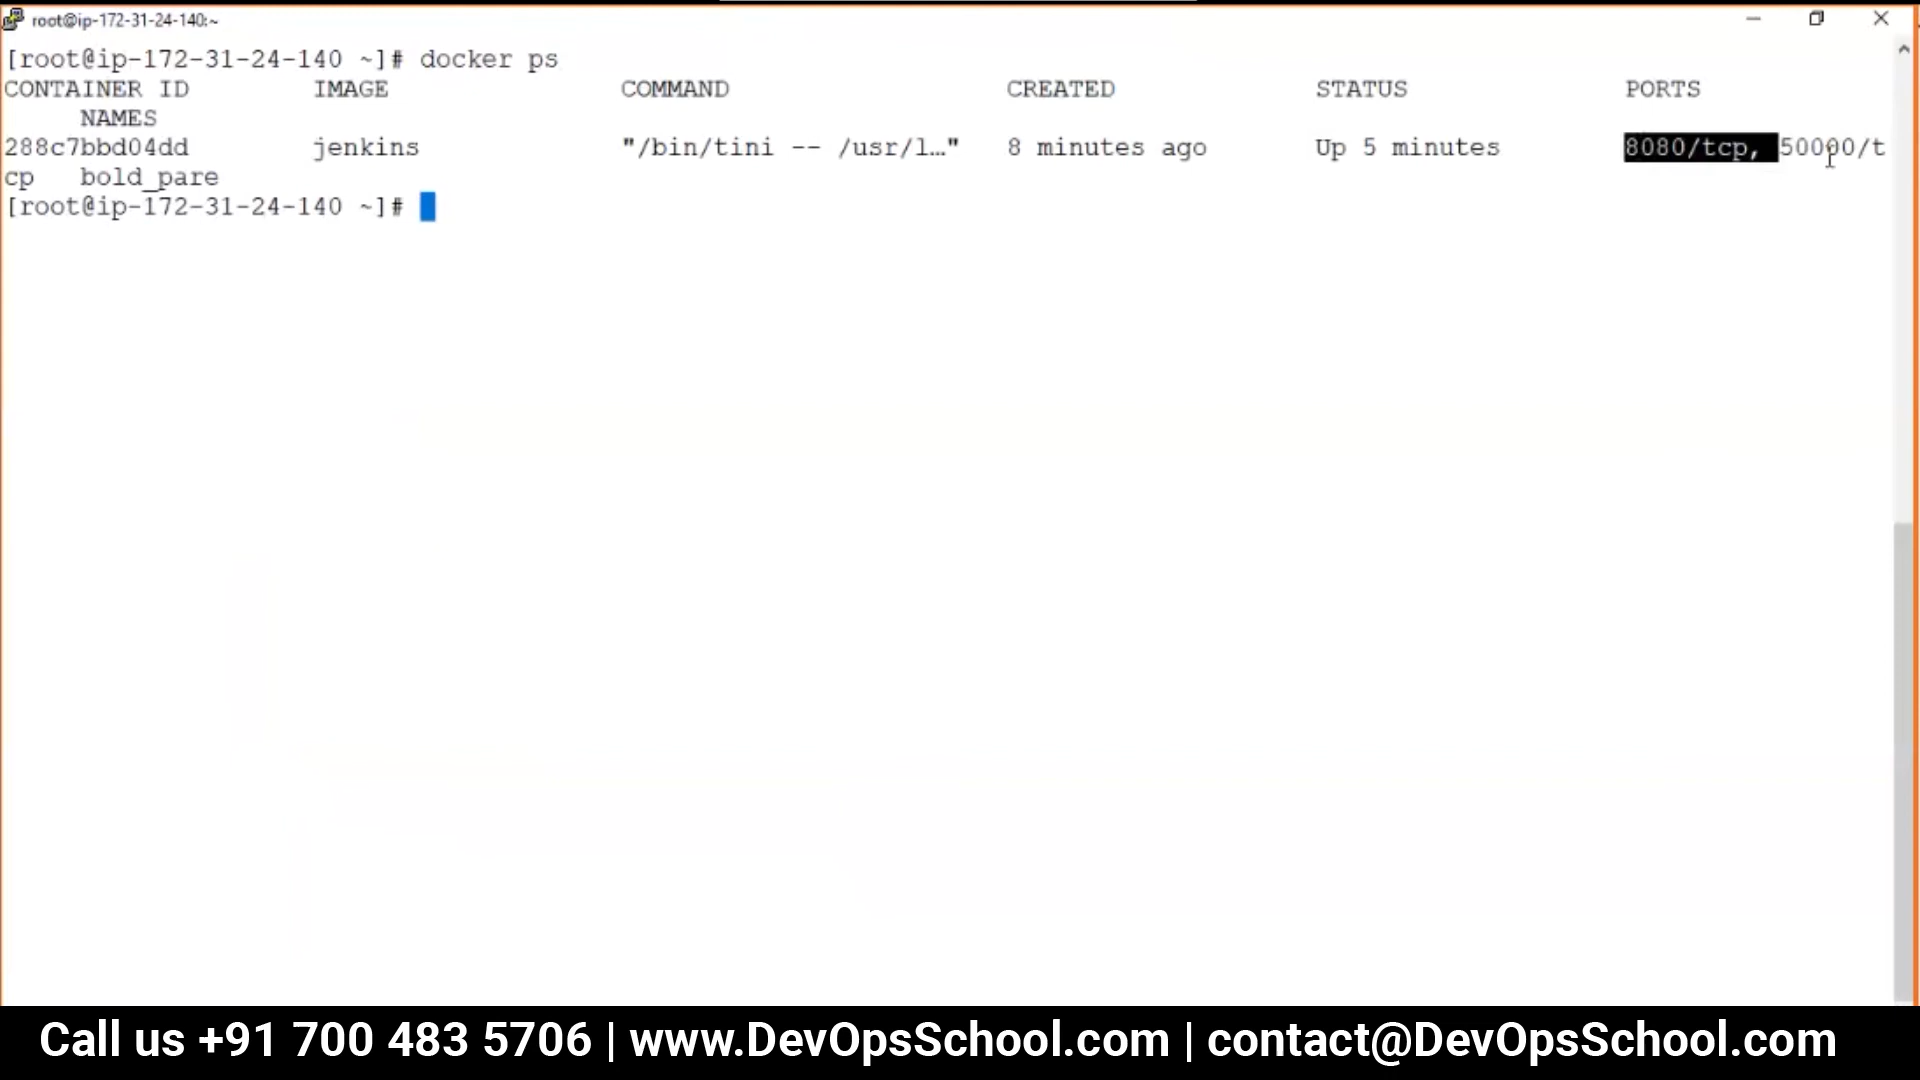 root@ip-172-31-24-140:~
[root@ip-172-31-24-140 ~]# docker ps
CONTAINER ID IMAGE COMMAND CREATED STATUS PORTS
NAMES
288c7bbd04dd jenkins "/bin/tini -- /usr/l…" 8 minutes ago Up 5 minutes 8080/tcp, 50000/t
cp bold_pare
[root@ip-172-31-24-140 ~]#
Call us +91 700 483 5706 | www.DevOpsSchool.com | contact@DevOpsSchool.com